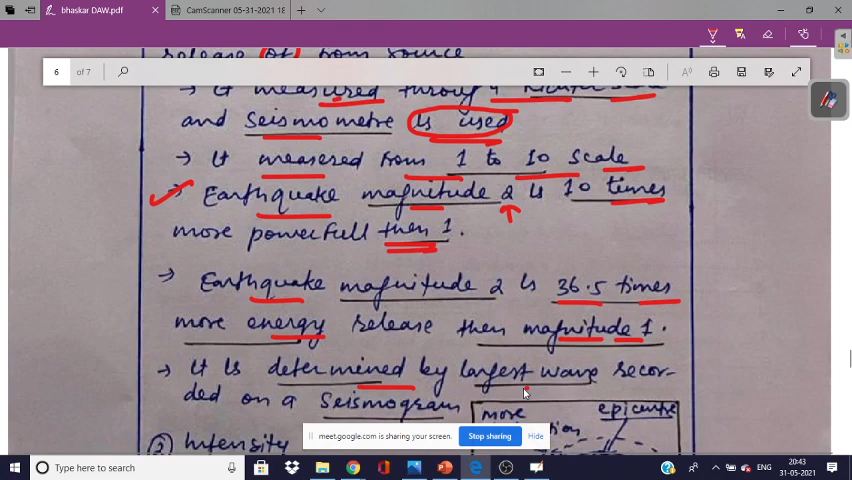 bhaskar DAW.pdf
CamScanner 05-31-2021 18
6 of 7
release of from source
→ It measured through
and Seismometre is used
→ It measered from 1 to 10 scale
→ Earthquake magnitude 2 is 10 times
more powerfull then 1.
→ Earthquake magnitude 2 is 36.5 times
more energy release then magnitude 1.
→ It is determined by largest wave recor-
ded on a Seismogram
more epicentre
② Intensity
meet.google.com is sharing your screen. Stop sharing Hide
Type here to search
ENG
20:43
31-05-2021